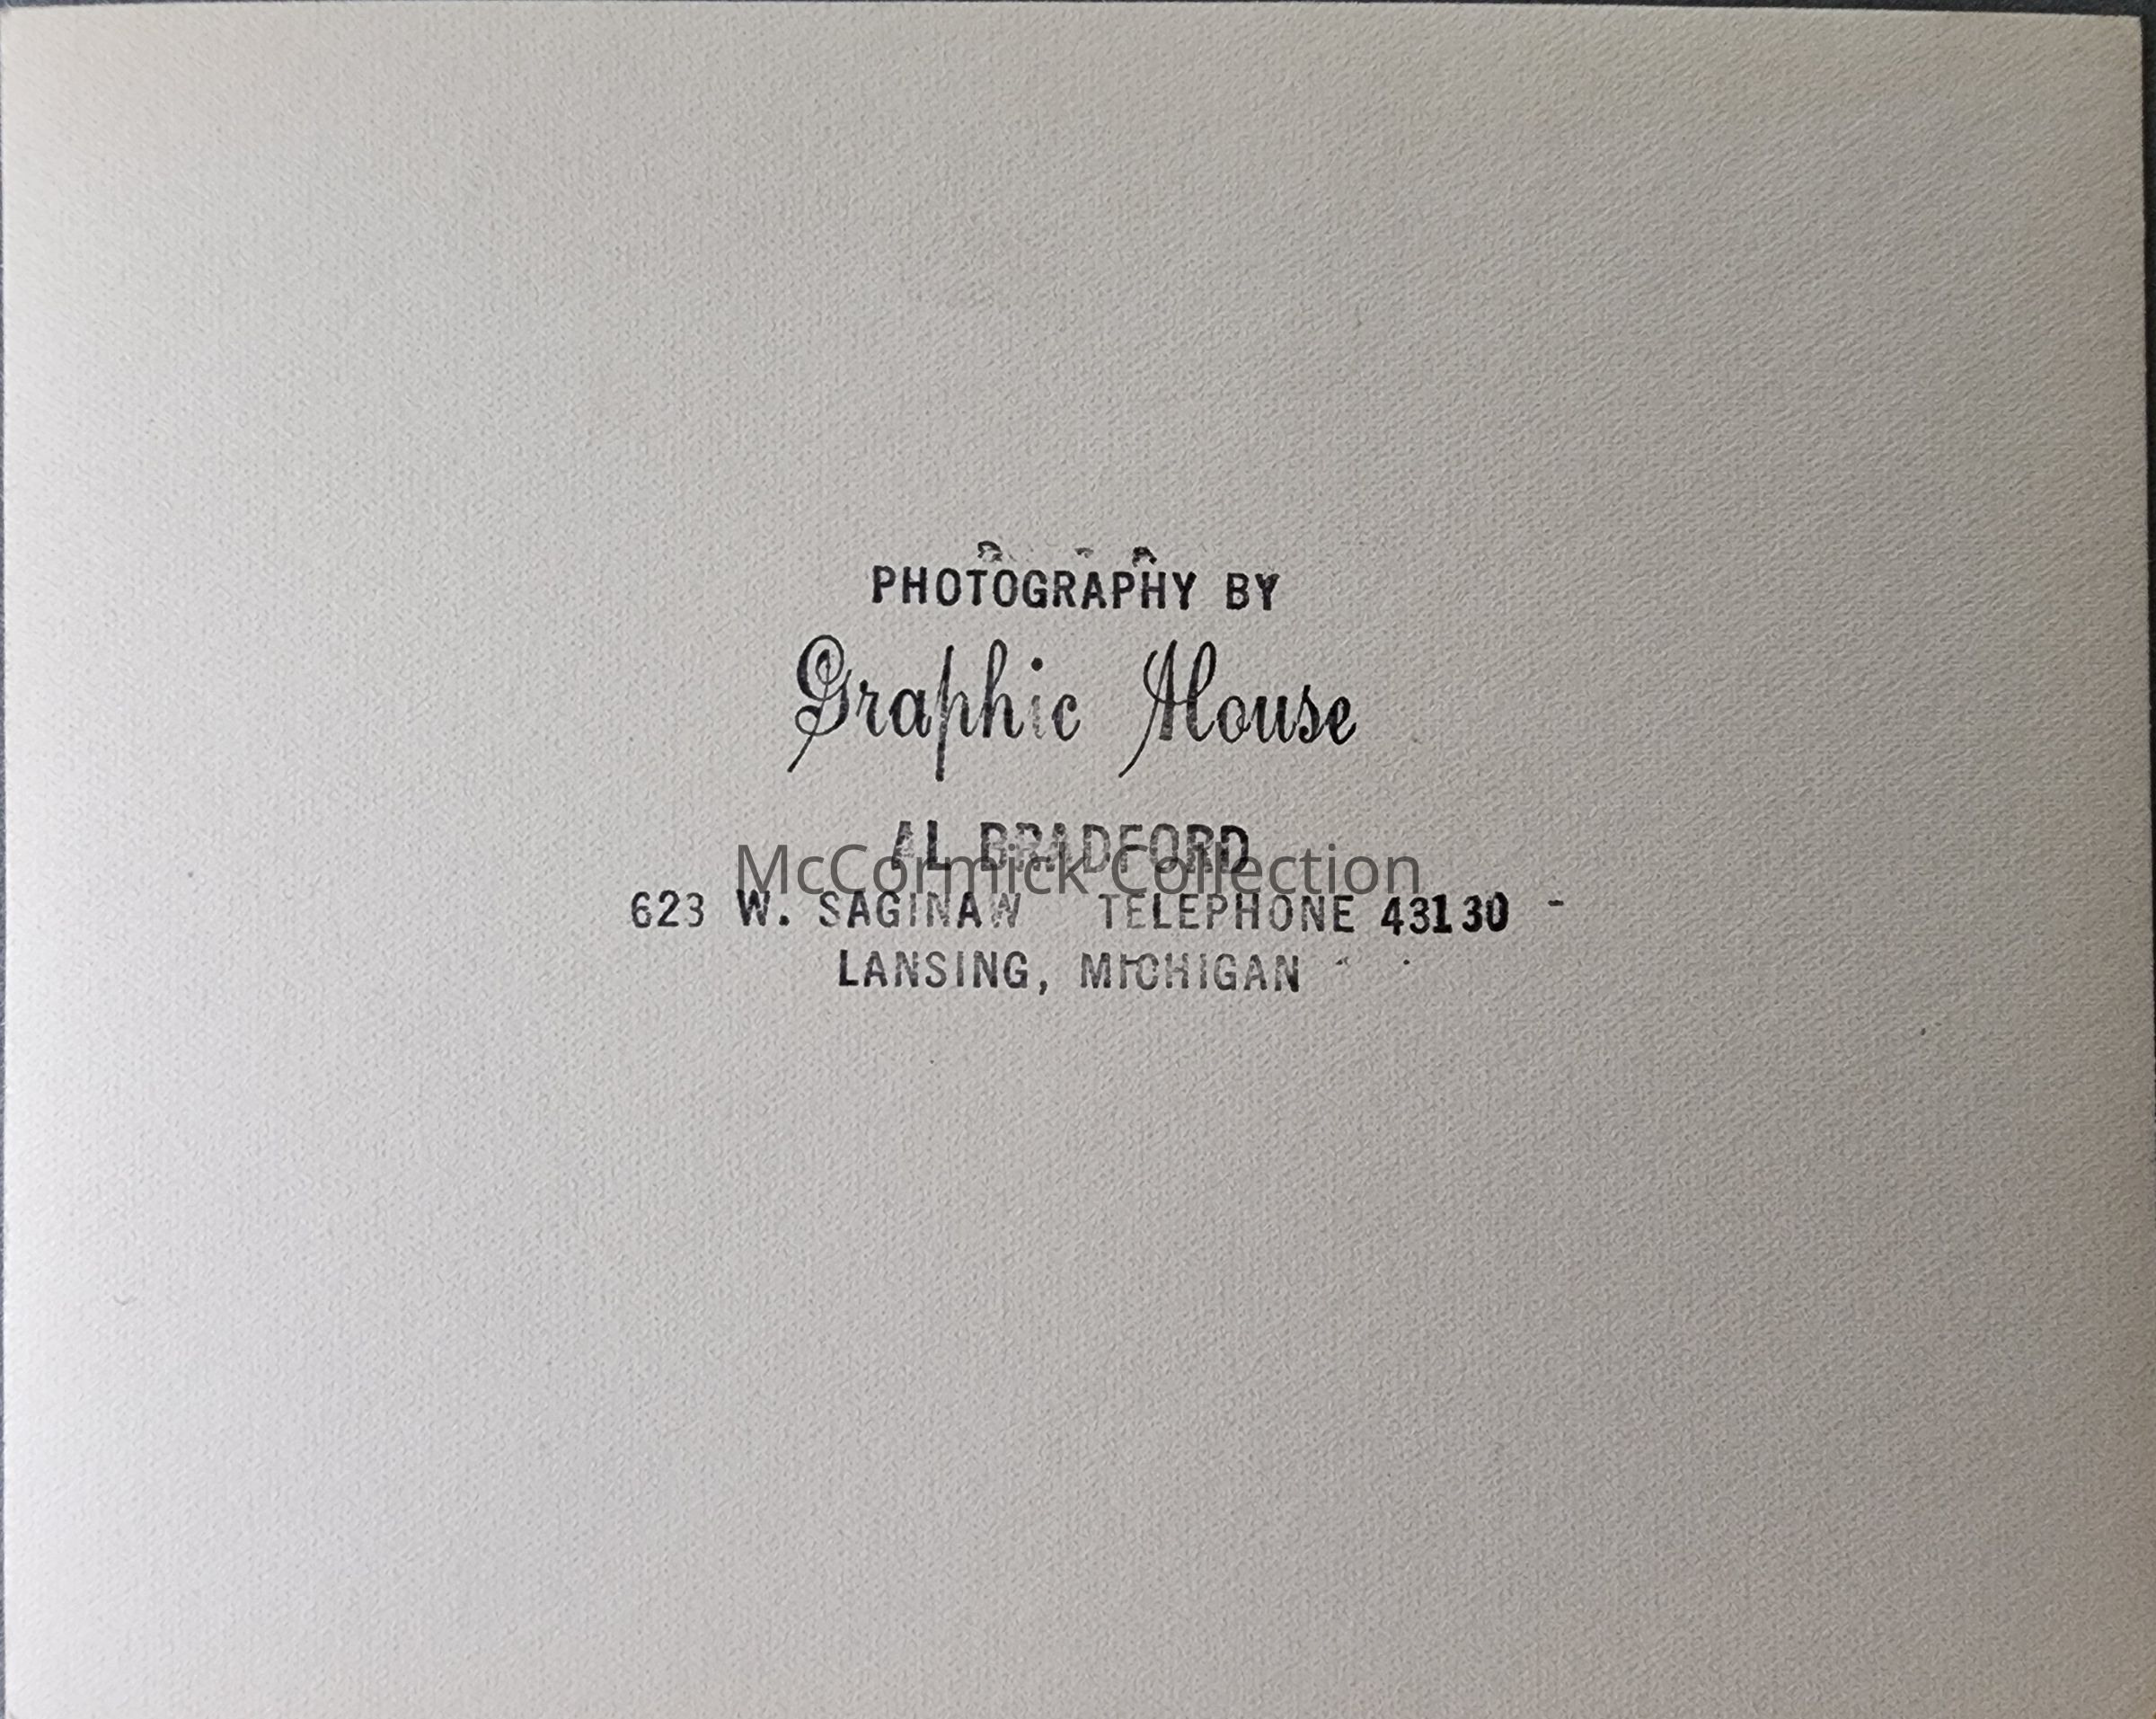 PHOTOGRAPHY BY
Graphic House
AL BRADFORD
McCormick Collection
623 W. SAGINAW TELEPHONE 43130
LANSING, MICHIGAN